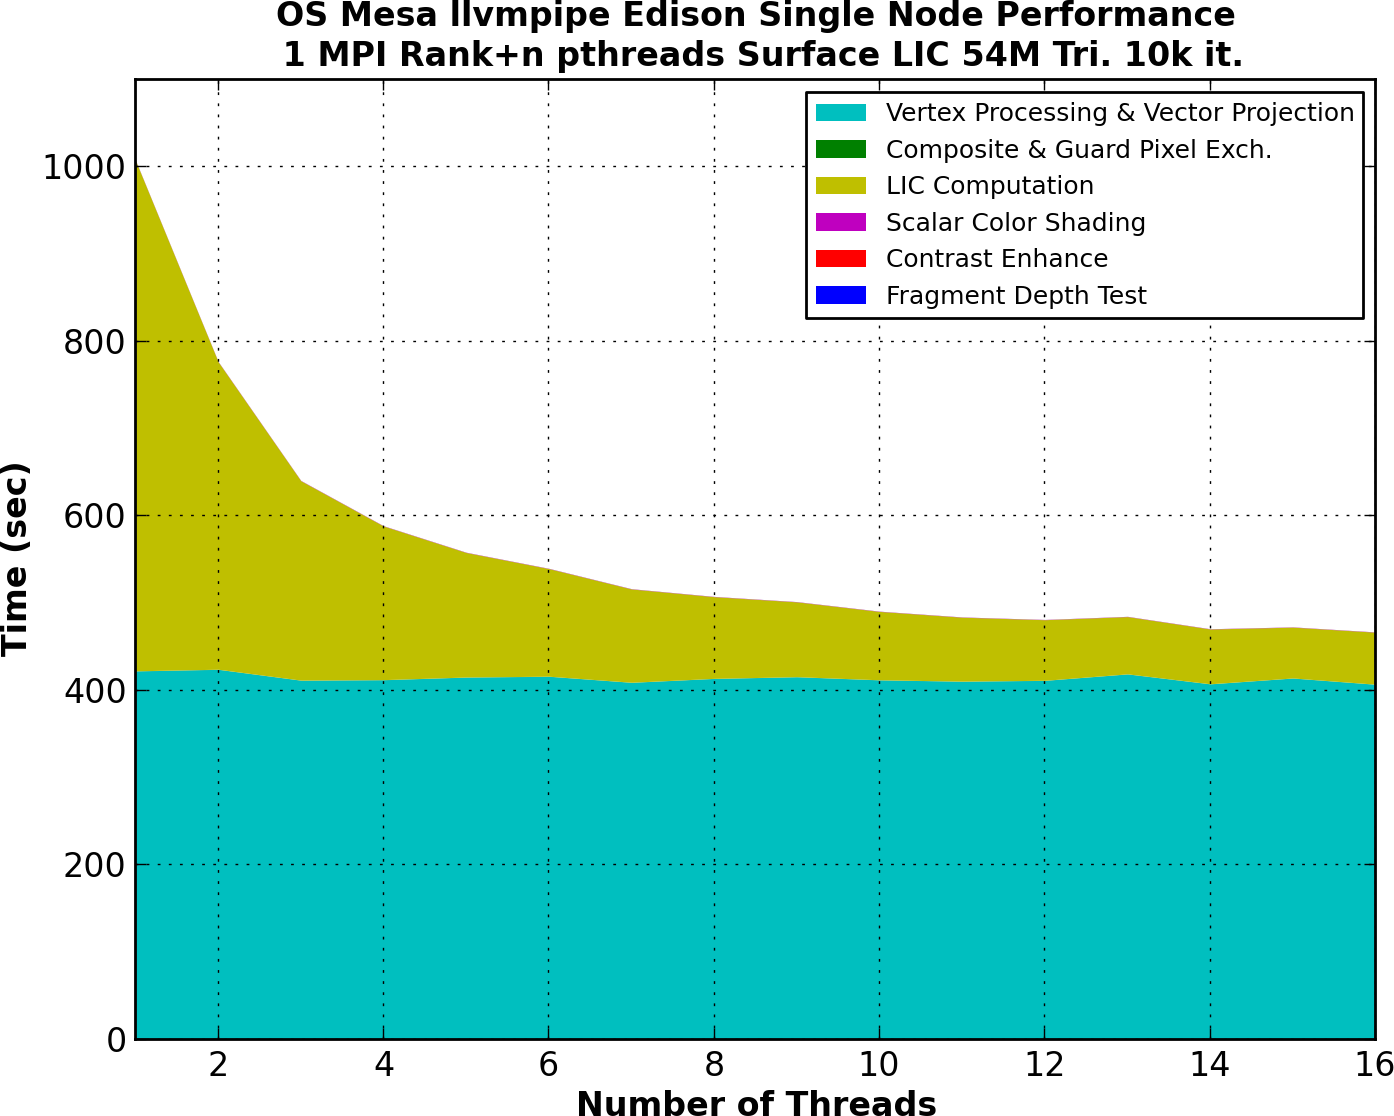 OS Mesa llvmpipe Edison Single Node Performance
1 MPI Rank+n pthreads Surface LIC 54M Tri. 10k it.
Vertex Processing & Vector Projection
Composite & Guard Pixel Exch.
LIC Computation
Scalar Color Shading
Contrast Enhance
Fragment Depth Test
Time (sec)
1000
800
600
400
200
0
2 4 6 8 10 12 14 16
Number of Threads